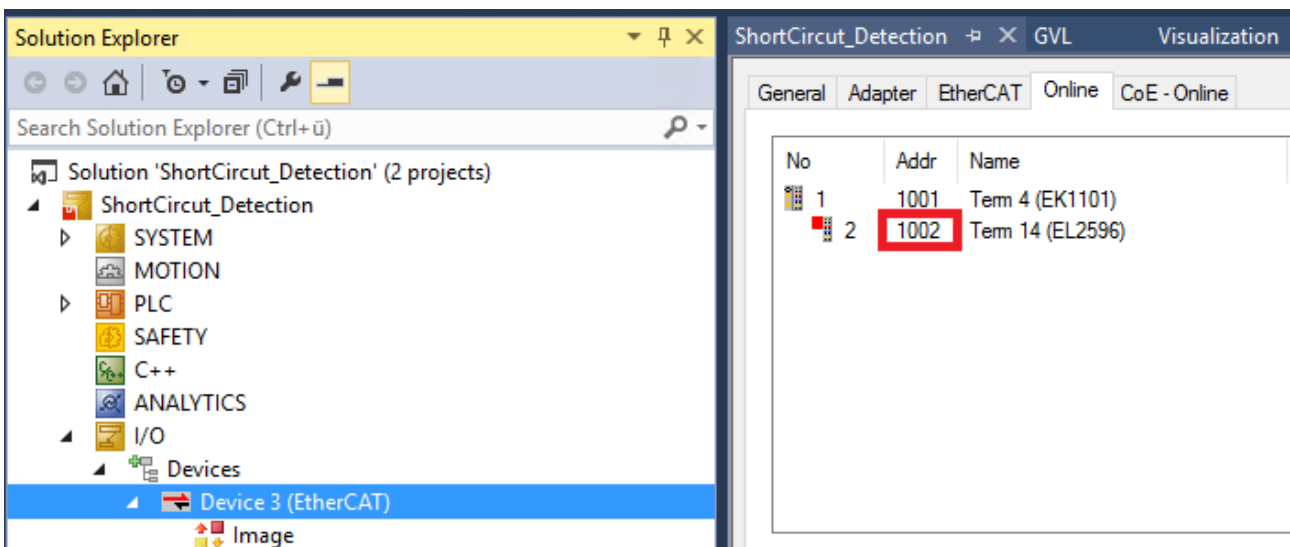 Solution Explorer
Search Solution Explorer (Ctrl+ü)
Solution 'ShortCircut_Detection' (2 projects)
ShortCircut_Detection
SYSTEM
MOTION
PLC
SAFETY
C++
ANALYTICS
I/O
Devices
Device 3 (EtherCAT)
Image
ShortCircut_Detection GVL Visualization
General Adapter EtherCAT Online CoE - Online
No Addr Name
1 1001 Term 4 (EK1101)
2 1002 Term 14 (EL2596)